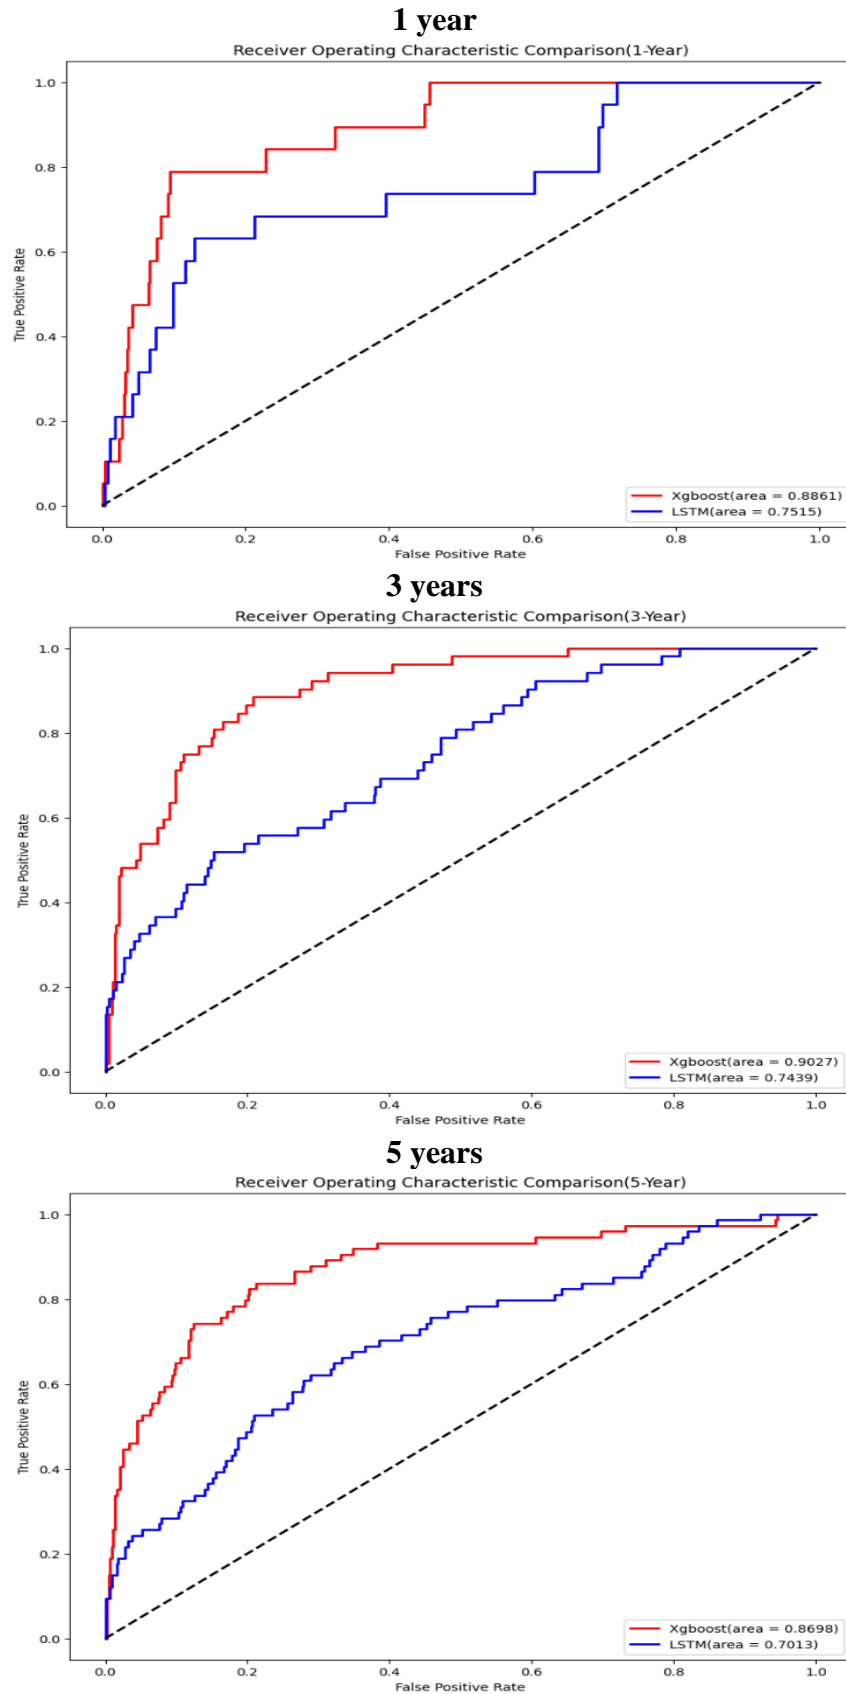 1 year
Receiver Operating Characteristic Comparison(1-Year)
1.0
0.8
0.6
0.4
0.2
0.0
True Positive Rate
Xgboost(area = 0.8861)
LSTM(area = 0.7515)
0.0 0.2 0.4 0.6 0.8 1.0
False Positive Rate
3 years
Receiver Operating Characteristic Comparison(3-Year)
1.0
0.8
0.6
0.4
0.2
0.0
True Positive Rate
Xgboost(area = 0.9027)
LSTM(area = 0.7439)
0.0 0.2 0.4 0.6 0.8 1.0
False Positive Rate
5 years
Receiver Operating Characteristic Comparison(5-Year)
1.0
0.8
0.6
0.4
0.2
0.0
True Positive Rate
Xgboost(area = 0.8698)
LSTM(area = 0.7013)
0.0 0.2 0.4 0.6 0.8 1.0
False Positive Rate